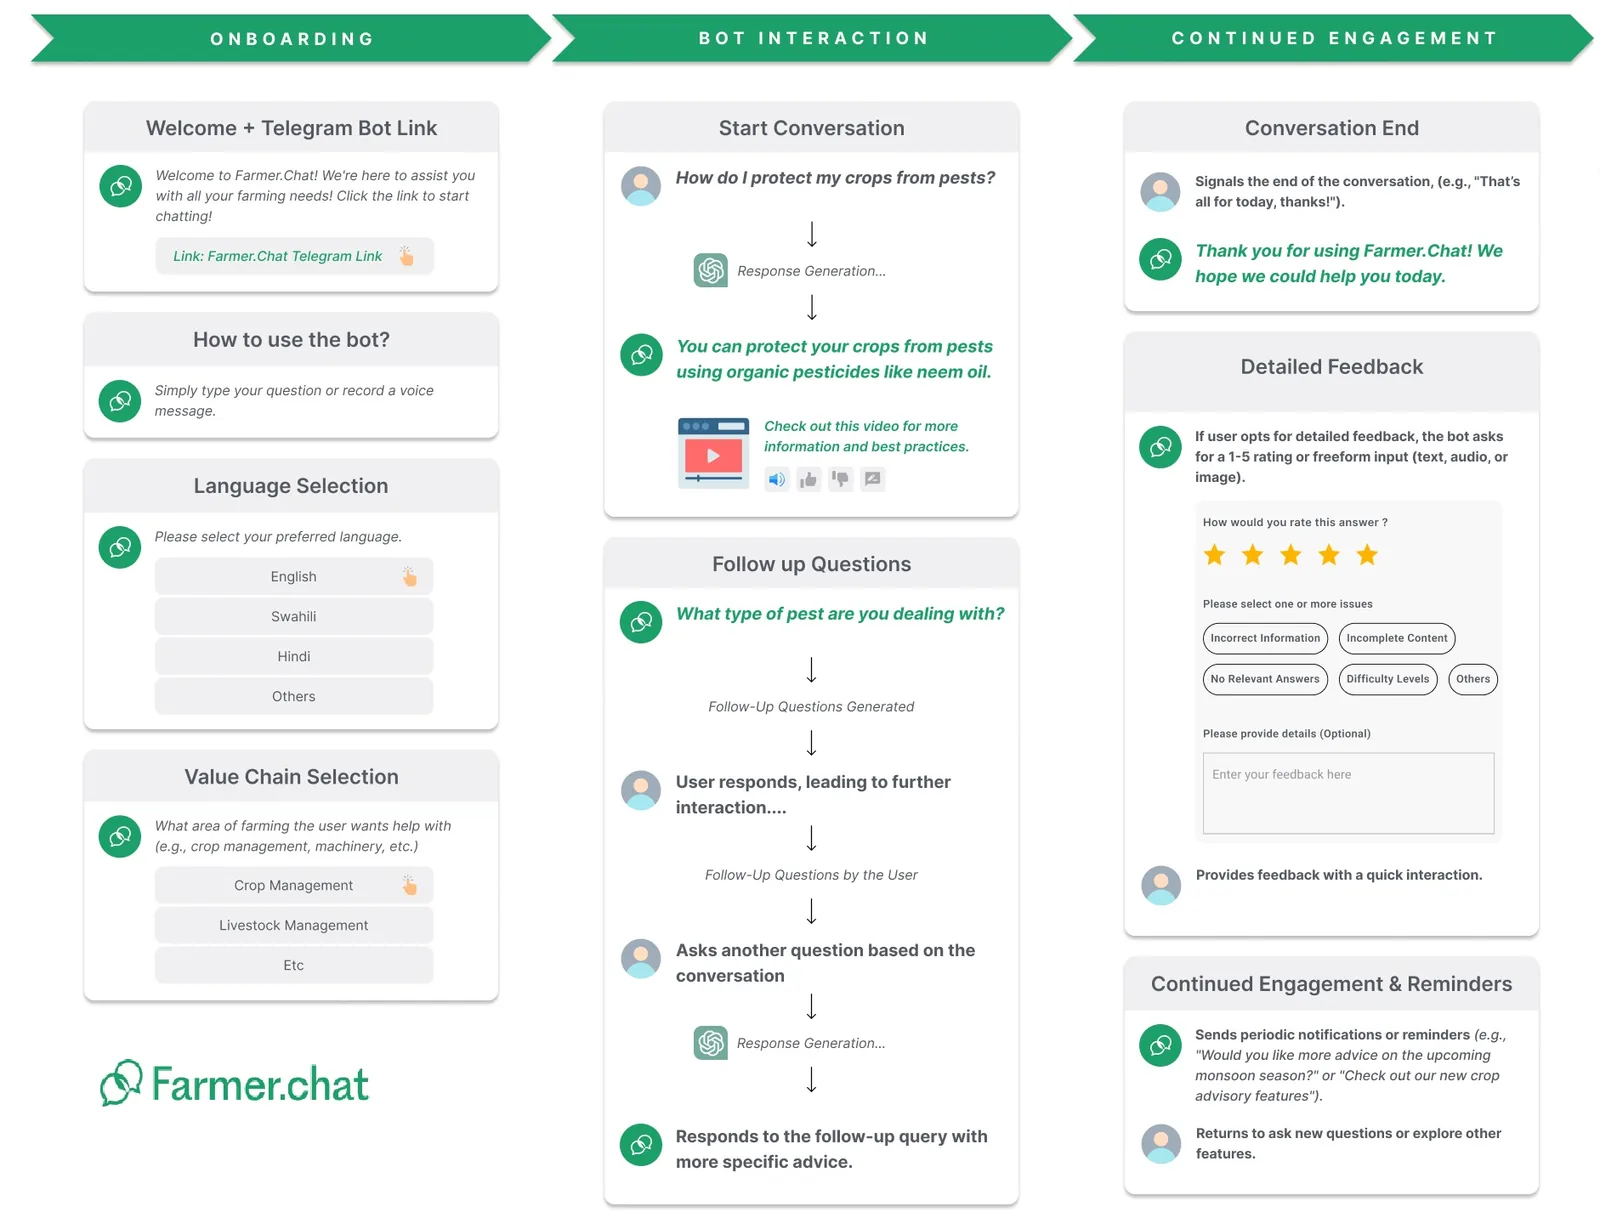 ONBOARDING
BOT INTERACTION
CONTINUED ENGAGEMENT
Welcome + Telegram Bot Link
Welcome to Farmer.Chat! We're here to assist you
with all your farming needs! Click the link to start
chatting!
Link: Farmer.Chat Telegram Link
How to use the bot?
Simply type your question or record a voice
message.
Language Selection
Please select your preferred language.
English
Swahili
Hindi
Others
Value Chain Selection
What area of farming the user wants help with
(e.g., crop management, machinery, etc.)
Crop Management
Livestock Management
Etc
Farmer.chat
Start Conversation
How do I protect my crops from pests?
Response Generation...
You can protect your crops from pests
using organic pesticides like neem oil.
Check out this video for more
information and best practices.
Follow up Questions
What type of pest are you dealing with?
Follow-Up Questions Generated
User responds, leading to further
interaction....
Follow-Up Questions by the User
Asks another question based on the
conversation
Response Generation...
Responds to the follow-up query with
more specific advice.
Conversation End
Signals the end of the conversation, (e.g., "That's
all for today, thanks!").
Thank you for using Farmer.Chat! We
hope we could help you today.
Detailed Feedback
If user opts for detailed feedback, the bot asks
for a 1-5 rating or freeform input (text, audio, or
image).
How would you rate this answer ?
Please select one or more issues
Incorrect Information
Incomplete Content
No Relevant Answers
Difficulty Levels
Others
Please provide details (Optional)
Enter your feedback here
Provides feedback with a quick interaction.
Continued Engagement & Reminders
Sends periodic notifications or reminders (e.g.,
"Would you like more advice on the upcoming
monsoon season?" or "Check out our new crop
advisory features").
Returns to ask new questions or explore other
features.